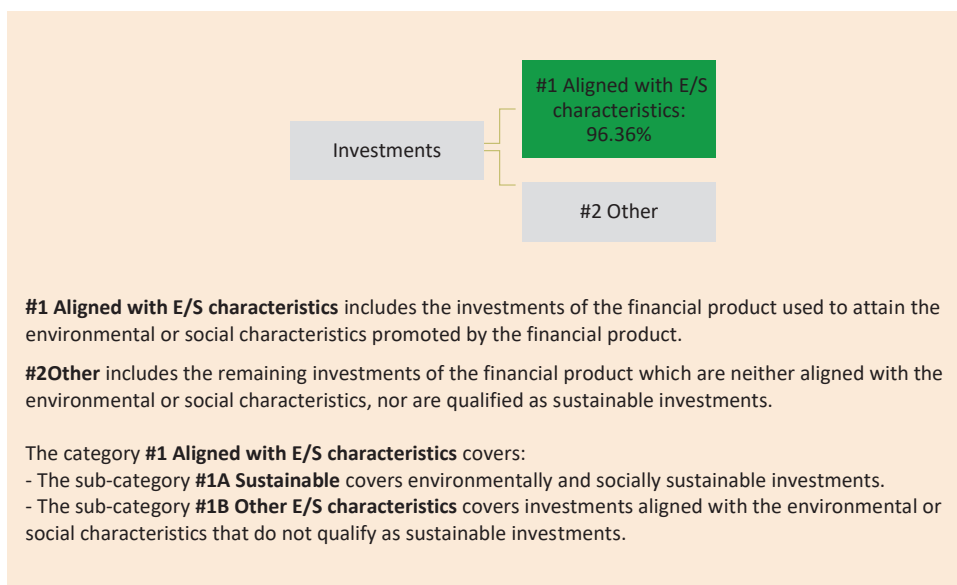 #1 Aligned with E/S
characteristics:
96.36%
Investments
#2 Other
#1 Aligned with E/S characteristics includes the investments of the financial product used to attain the
environmental or social characteristics promoted by the financial product.
#2Other includes the remaining investments of the financial product which are neither aligned with the
environmental or social characteristics, nor are qualified as sustainable investments.
The category #1 Aligned with E/S characteristics covers:
- The sub-category #1A Sustainable covers environmentally and socially sustainable investments.
- The sub-category #1B Other E/S characteristics covers investments aligned with the environmental or
social characteristics that do not qualify as sustainable investments.